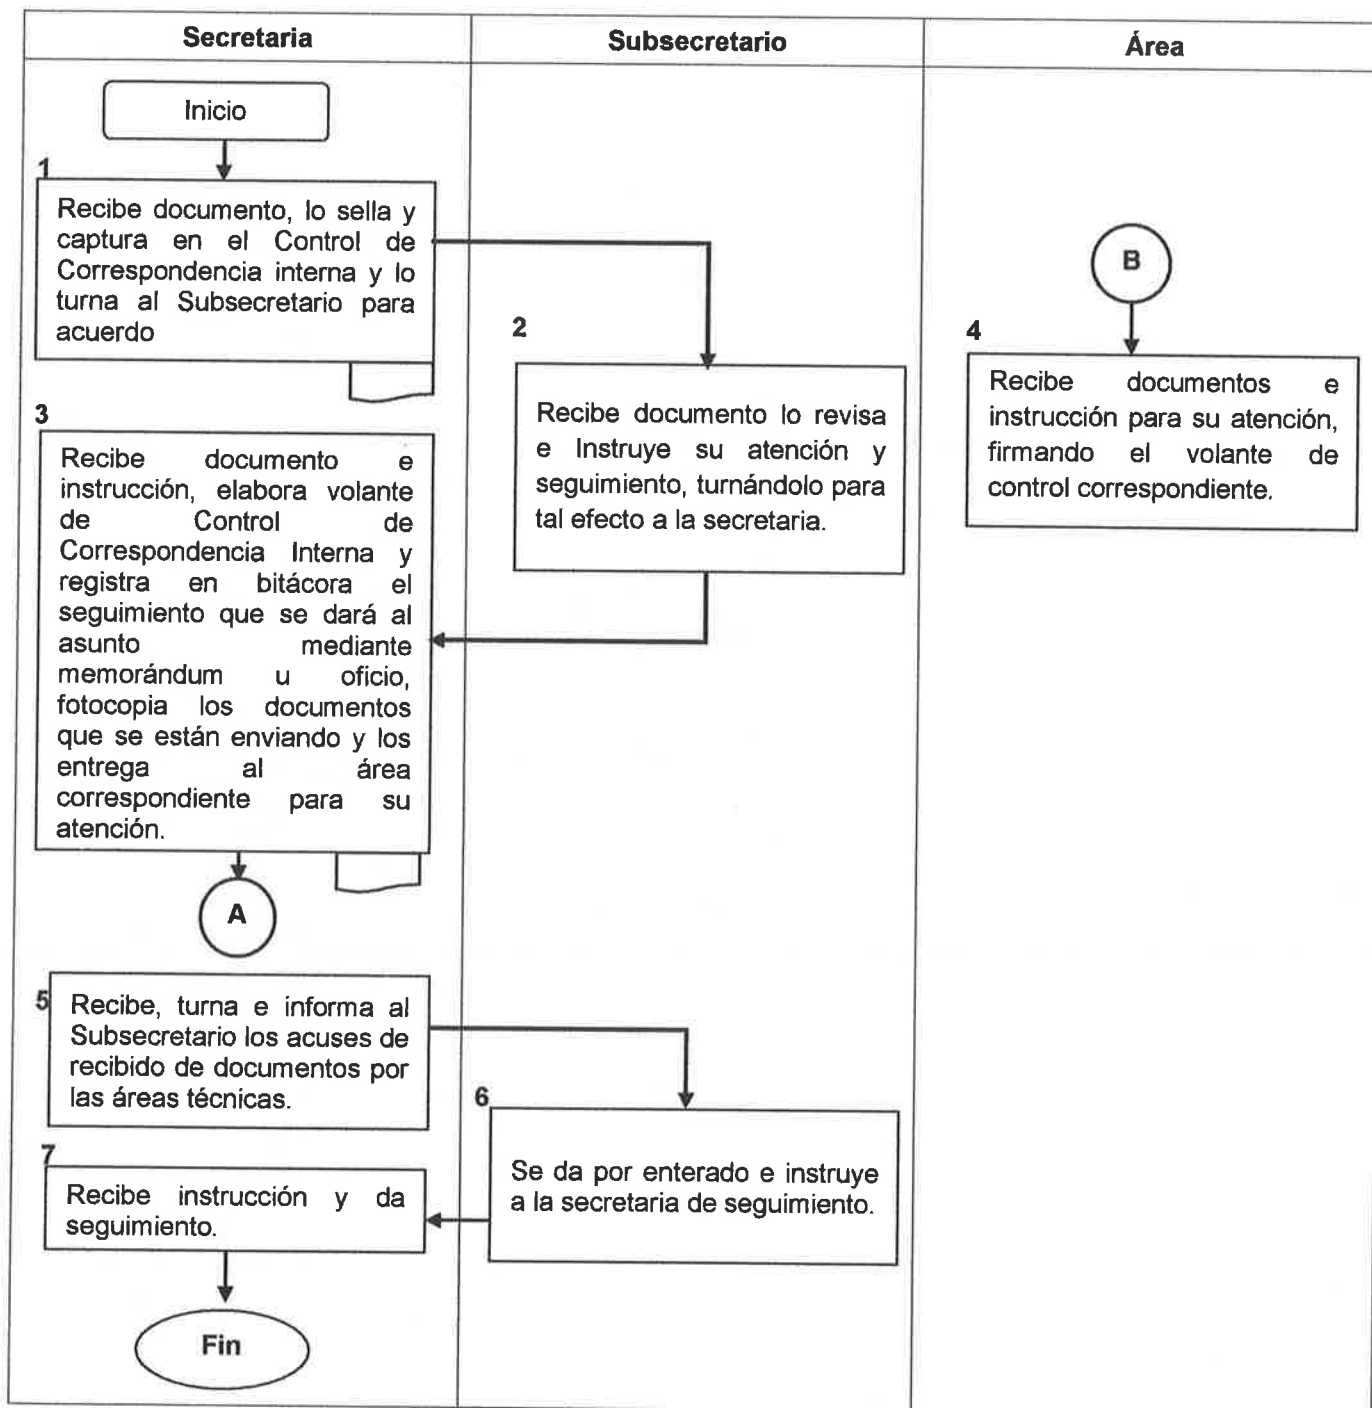 Secretaria
Subsecretario
Área
Inicio
1
Recibe documento, lo sella y
captura en el Control de
Correspondencia interna y lo
turna al Subsecretario para
acuerdo
2
Recibe documento lo revisa
e Instruye su atención y
seguimiento, turnándolo para
tal efecto a la secretaria.
3
Recibe documento e
instrucción, elabora volante
de Control de
Correspondencia Interna y
registra en bitácora el
seguimiento que se dará al
asunto mediante
memorándum u oficio,
fotocopia los documentos
que se están enviando y los
entrega al área
correspondiente para su
atención.
A
B
4
Recibe documentos e
instrucción para su atención,
firmando el volante de
control correspondiente.
5
Recibe, turna e informa al
Subsecretario los acuses de
recibido de documentos por
las áreas técnicas.
6
Se da por enterado e instruye
a la secretaria de seguimiento.
7
Recibe instrucción y da
seguimiento.
Fin